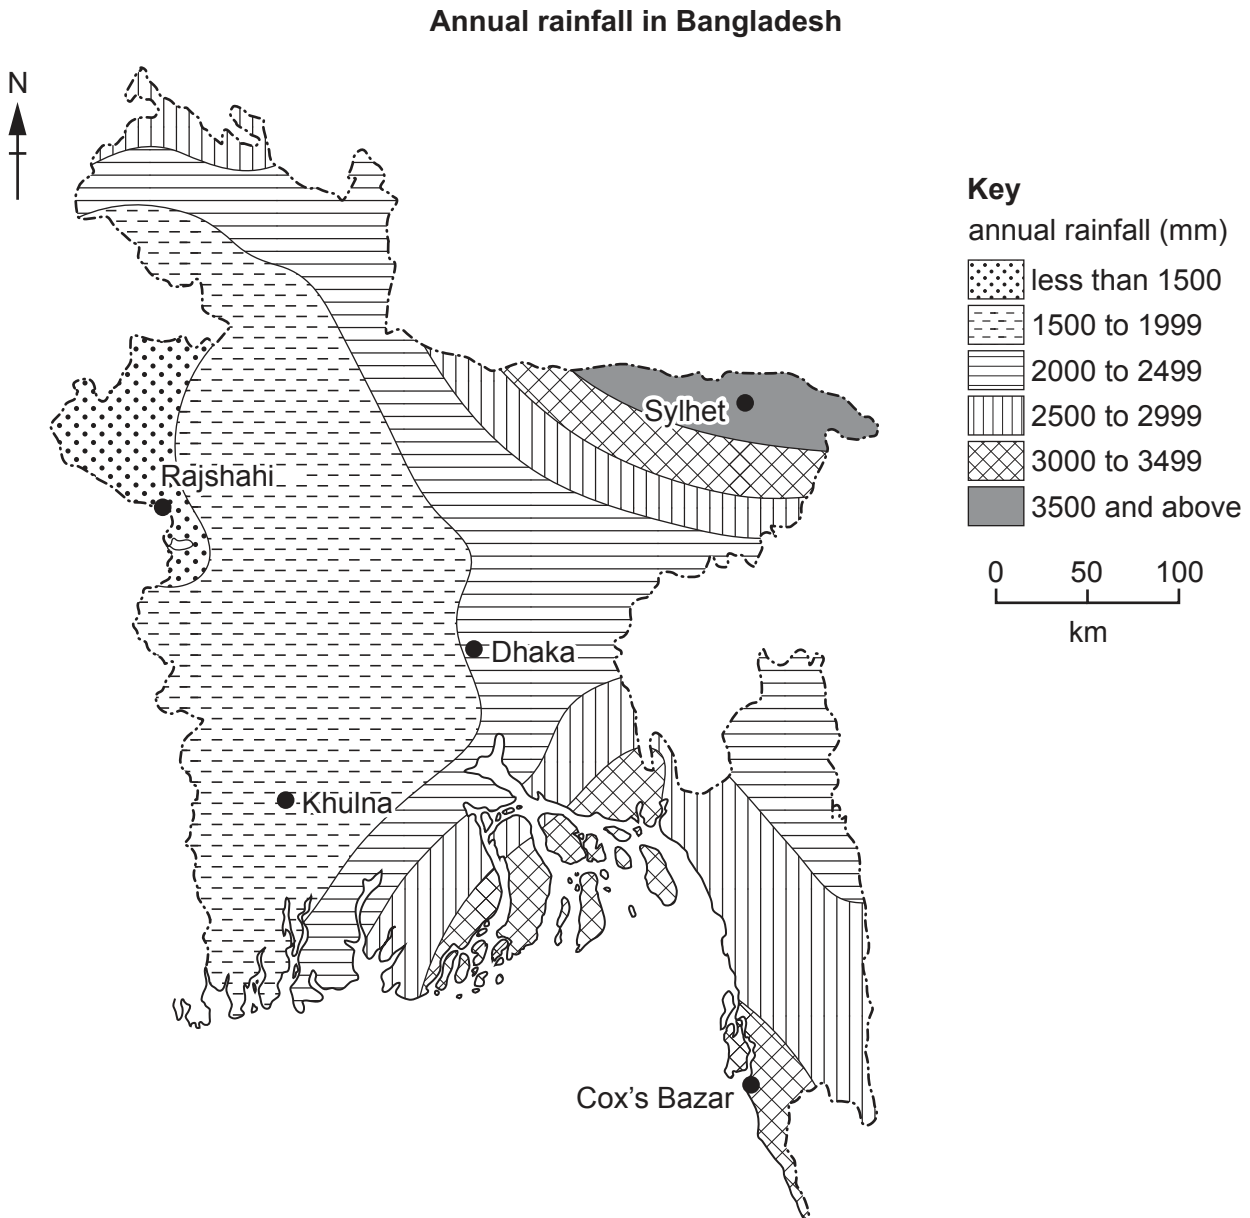 Annual rainfall in Bangladesh
N
Key
annual rainfall (mm)
less than 1500
1500 to 1999
2000 to 2499
2500 to 2999
3000 to 3499
3500 and above
0 50 100
km
Sylhet
Rajshahi
Dhaka
Khulna
Cox's Bazar